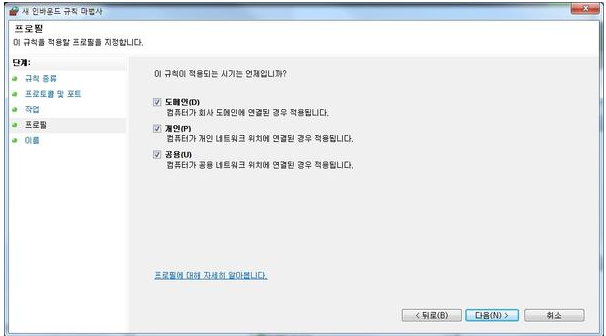 새 인바운드 규칙 마법사
프로필
이 규칙을 적용할 프로필을 지정합니다.
단계:
규칙 종류
프로토콜 및 포트
작업
프로필
이름
이 규칙이 적용되는 시기는 언제입니까?
도메인(D)
컴퓨터가 회사 도메인에 연결된 경우 적용됩니다.
개인(P)
컴퓨터가 개인 네트워크 위치에 연결된 경우 적용됩니다.
공용(U)
컴퓨터가 공용 네트워크 위치에 연결된 경우 적용됩니다.
프로필에 대해 자세히 알아봅니다.
< 뒤로(B) 다음(N) > 취소